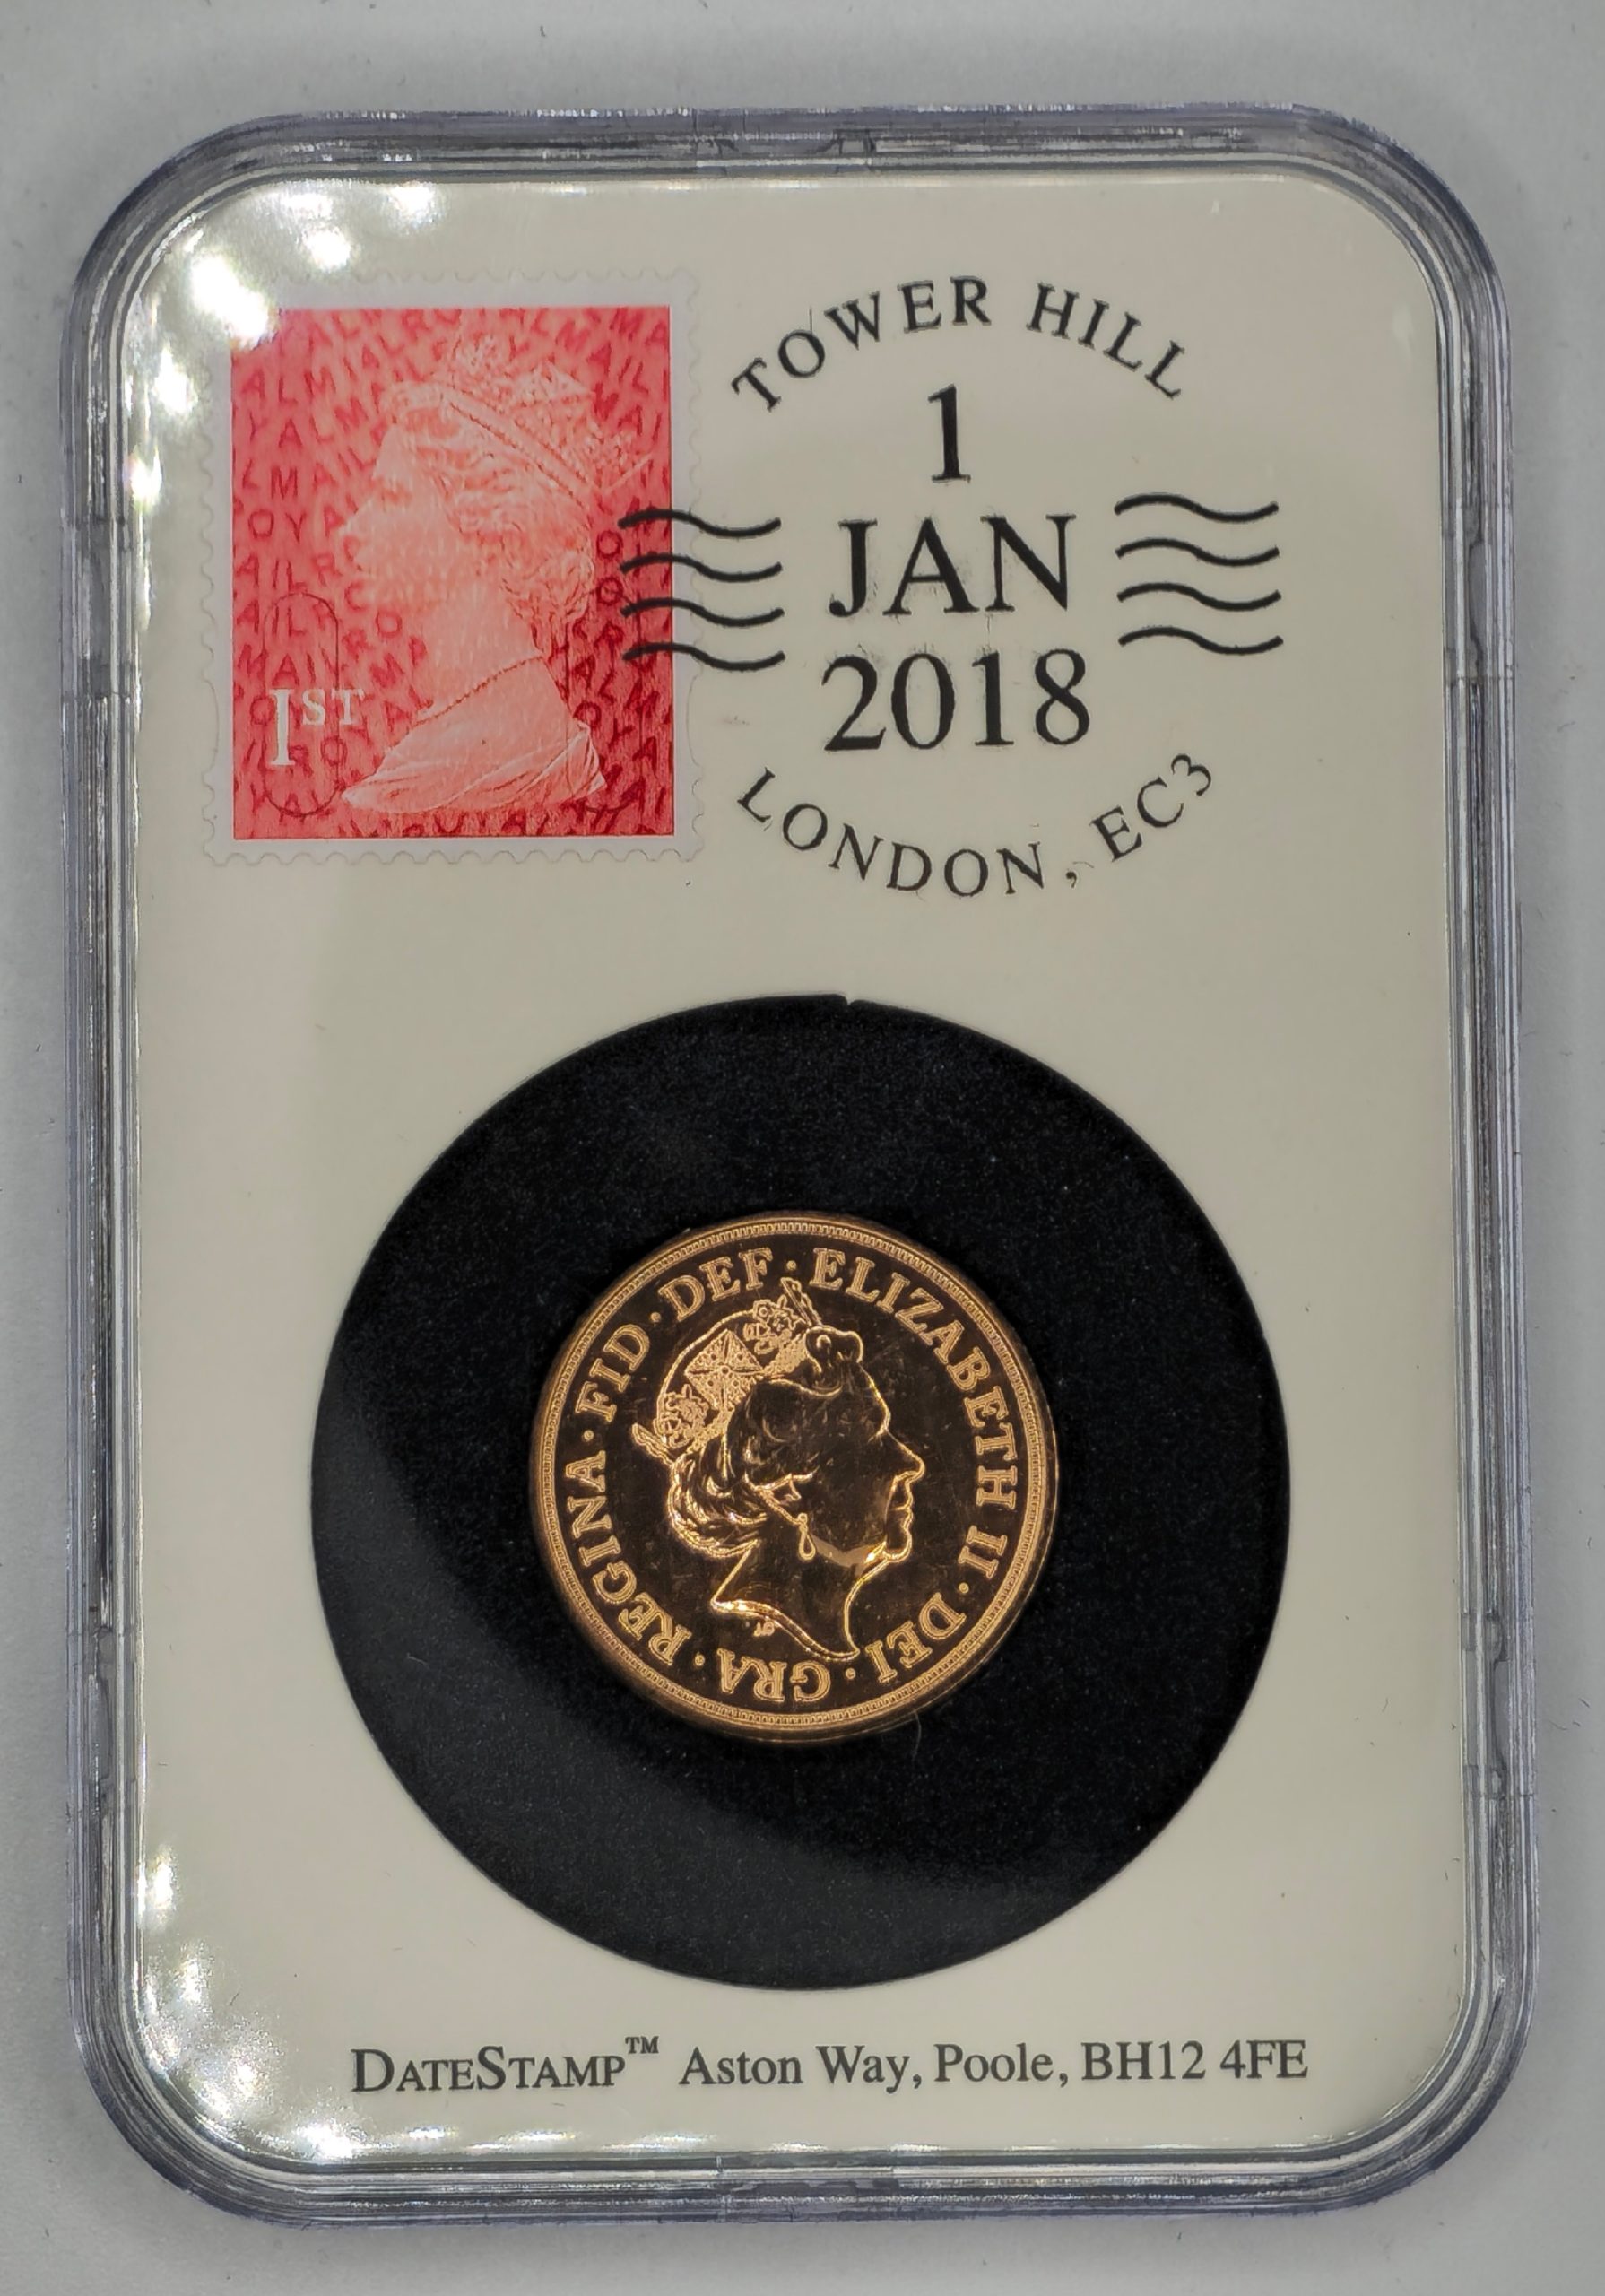 TOWER HILL
1
JAN
2018
LONDON, EC3
1ST
ELIZABETH II · DEI · GRA · REGINA · FID · DEF ·
DATESTAMP™ Aston Way, Poole, BH12 4FE